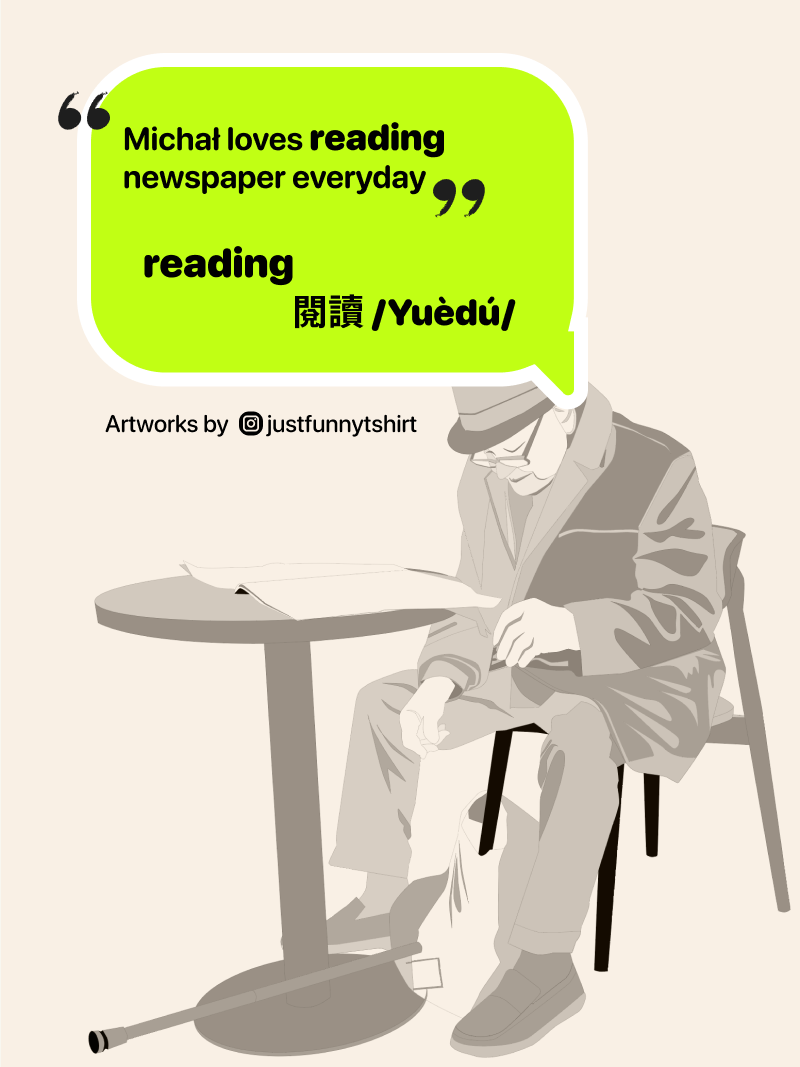 “Michał loves reading
newspaper everyday”
reading
閱讀 /Yuèdú/
Artworks by justfunnytshirt